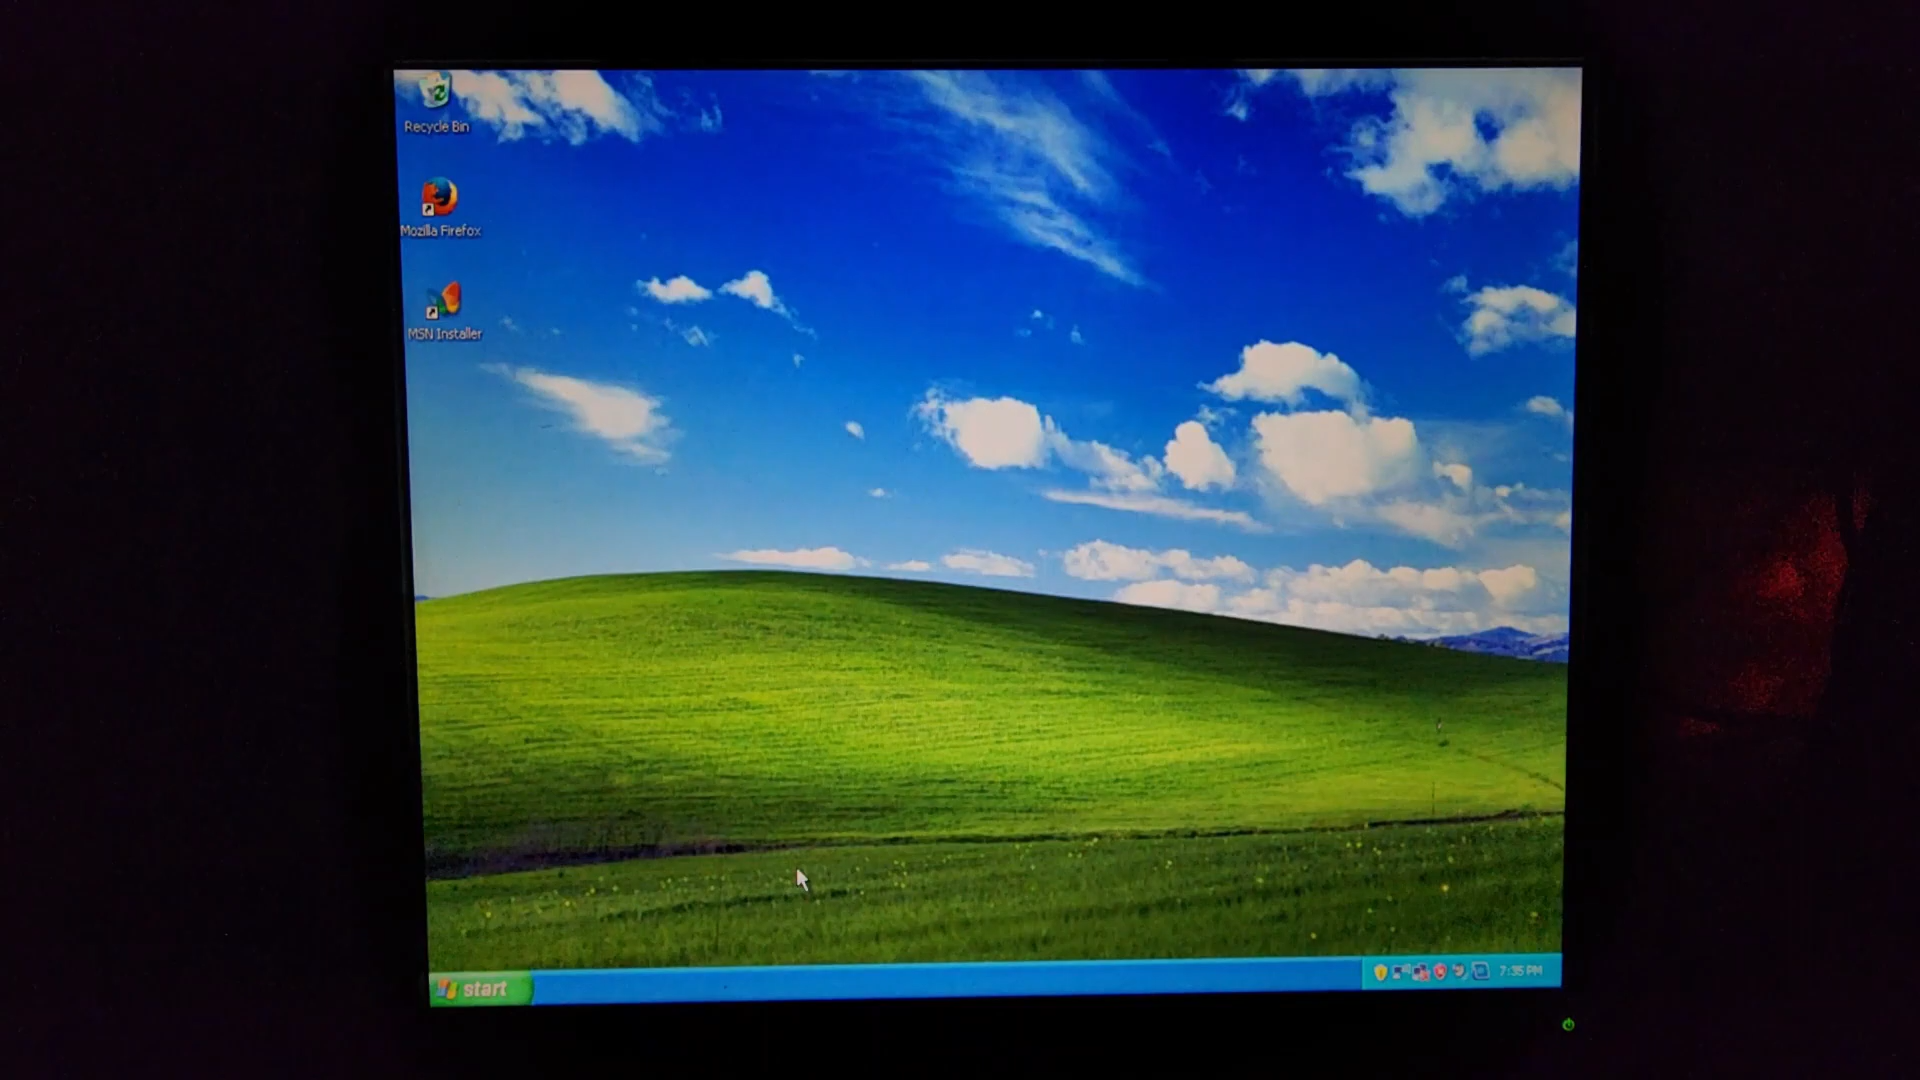 Recycle Bin
Mozilla Firefox
MSN Installer
start
7:35 PM